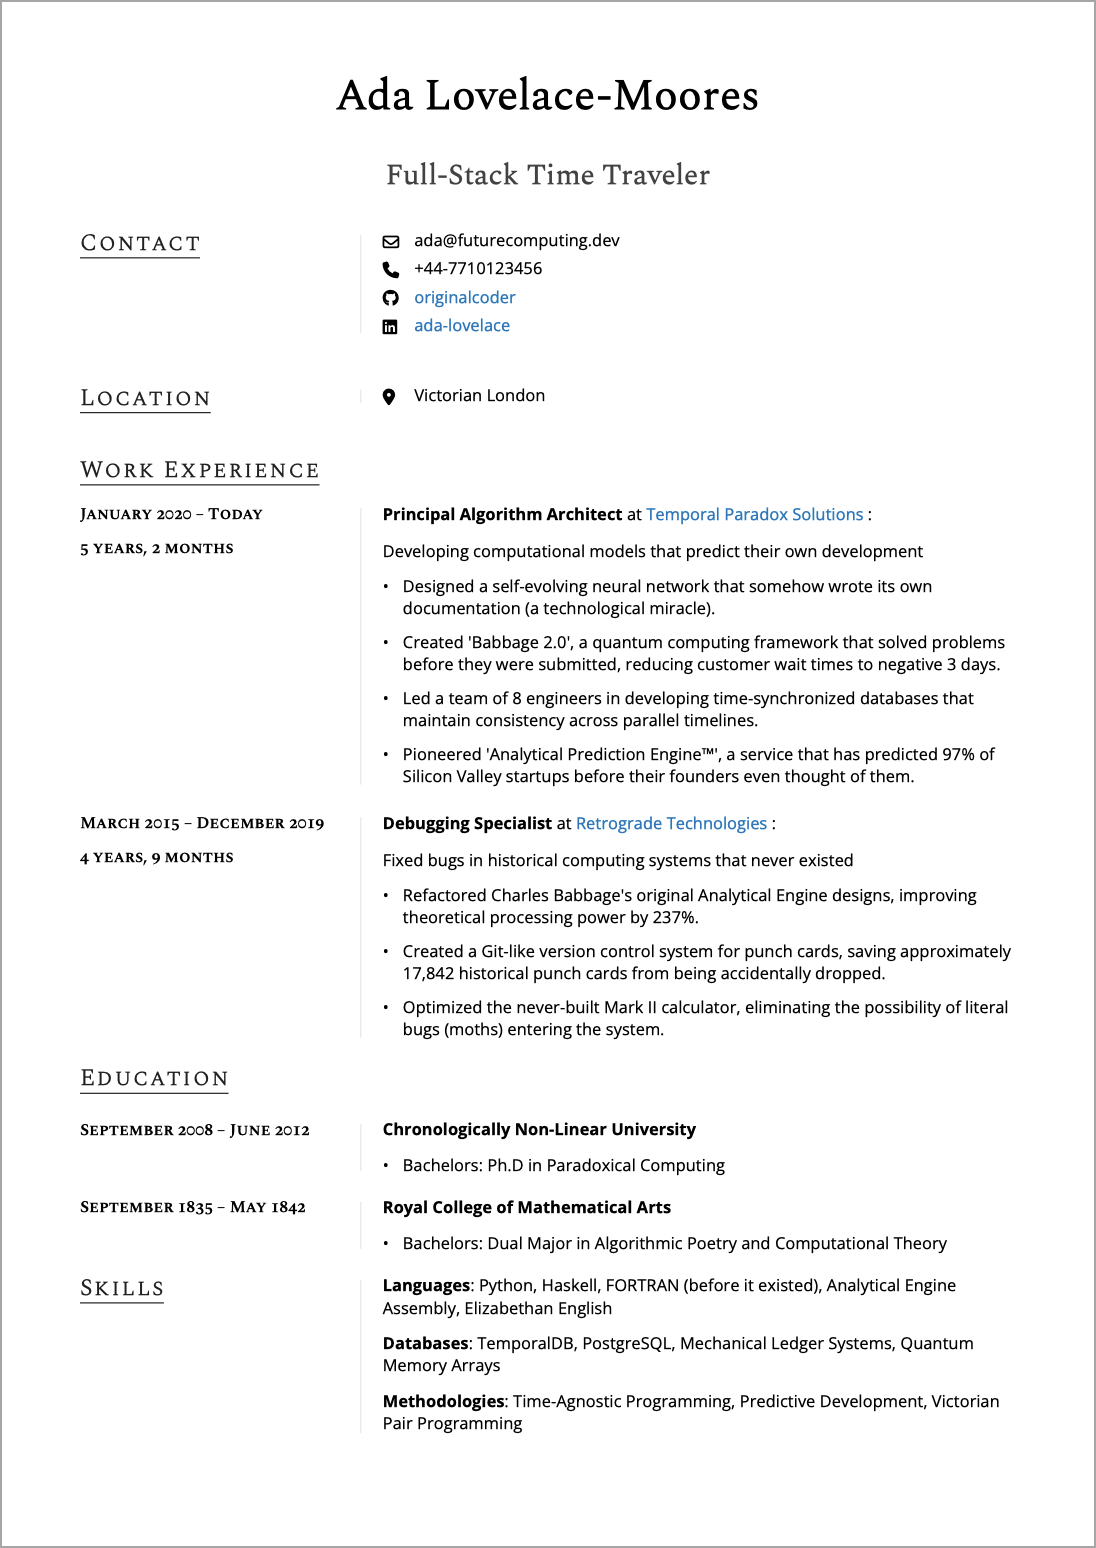 Ada Lovelace-Moores
Full-Stack Time Traveler
Contact
ada@futurecomputing.dev
+44-7710123456
originalcoder
ada-lovelace
Location
Victorian London
Work Experience
January 2020 – Today
5 years, 2 months
Principal Algorithm Architect at Temporal Paradox Solutions :
Developing computational models that predict their own development
• Designed a self-evolving neural network that somehow wrote its own
documentation (a technological miracle).
• Created 'Babbage 2.0', a quantum computing framework that solved problems
before they were submitted, reducing customer wait times to negative 3 days.
• Led a team of 8 engineers in developing time-synchronized databases that
maintain consistency across parallel timelines.
• Pioneered 'Analytical Prediction Engine™', a service that has predicted 97% of
Silicon Valley startups before their founders even thought of them.
March 2015 – December 2019
4 years, 9 months
Debugging Specialist at Retrograde Technologies :
Fixed bugs in historical computing systems that never existed
• Refactored Charles Babbage's original Analytical Engine designs, improving
theoretical processing power by 237%.
• Created a Git-like version control system for punch cards, saving approximately
17,842 historical punch cards from being accidentally dropped.
• Optimized the never-built Mark II calculator, eliminating the possibility of literal
bugs (moths) entering the system.
Education
September 2008 – June 2012
Chronologically Non-Linear University
• Bachelors: Ph.D in Paradoxical Computing
September 1835 – May 1842
Royal College of Mathematical Arts
• Bachelors: Dual Major in Algorithmic Poetry and Computational Theory
Skills
Languages: Python, Haskell, FORTRAN (before it existed), Analytical Engine
Assembly, Elizabethan English
Databases: TemporalDB, PostgreSQL, Mechanical Ledger Systems, Quantum
Memory Arrays
Methodologies: Time-Agnostic Programming, Predictive Development, Victorian
Pair Programming